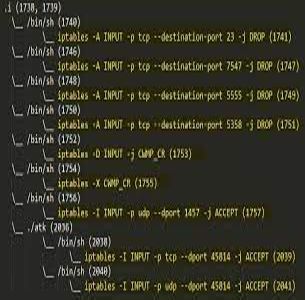 .i (1738, 1739)
\_ /bin/sh (1740)
\_ iptables -A INPUT -p tcp --destination-port 23 -j DROP (1741)
\_ /bin/sh (1746)
\_ iptables -A INPUT -p tcp --destination-port 7547 -j DROP (1747)
\_ /bin/sh (1748)
\_ iptables -A INPUT -p tcp --destination-port 5555 -j DROP (1749)
\_ /bin/sh (1750)
\_ iptables -A INPUT -p tcp --destination-port 5358 -j DROP (1751)
\_ /bin/sh (1752)
\_ iptables -D INPUT -j CWMP_CR (1753)
\_ /bin/sh (1754)
\_ iptables -X CWMP_CR (1755)
\_ /bin/sh (1756)
\_ iptables -I INPUT -p udp --dport 1457 -j ACCEPT (1757)
\_ ./atk (2036)
\_ /bin/sh (2038)
\_ iptables -I INPUT -p tcp --dport 45814 -j ACCEPT (2039)
\_ /bin/sh (2040)
\_ iptables -I INPUT -p udp --dport 45814 -j ACCEPT (2041)